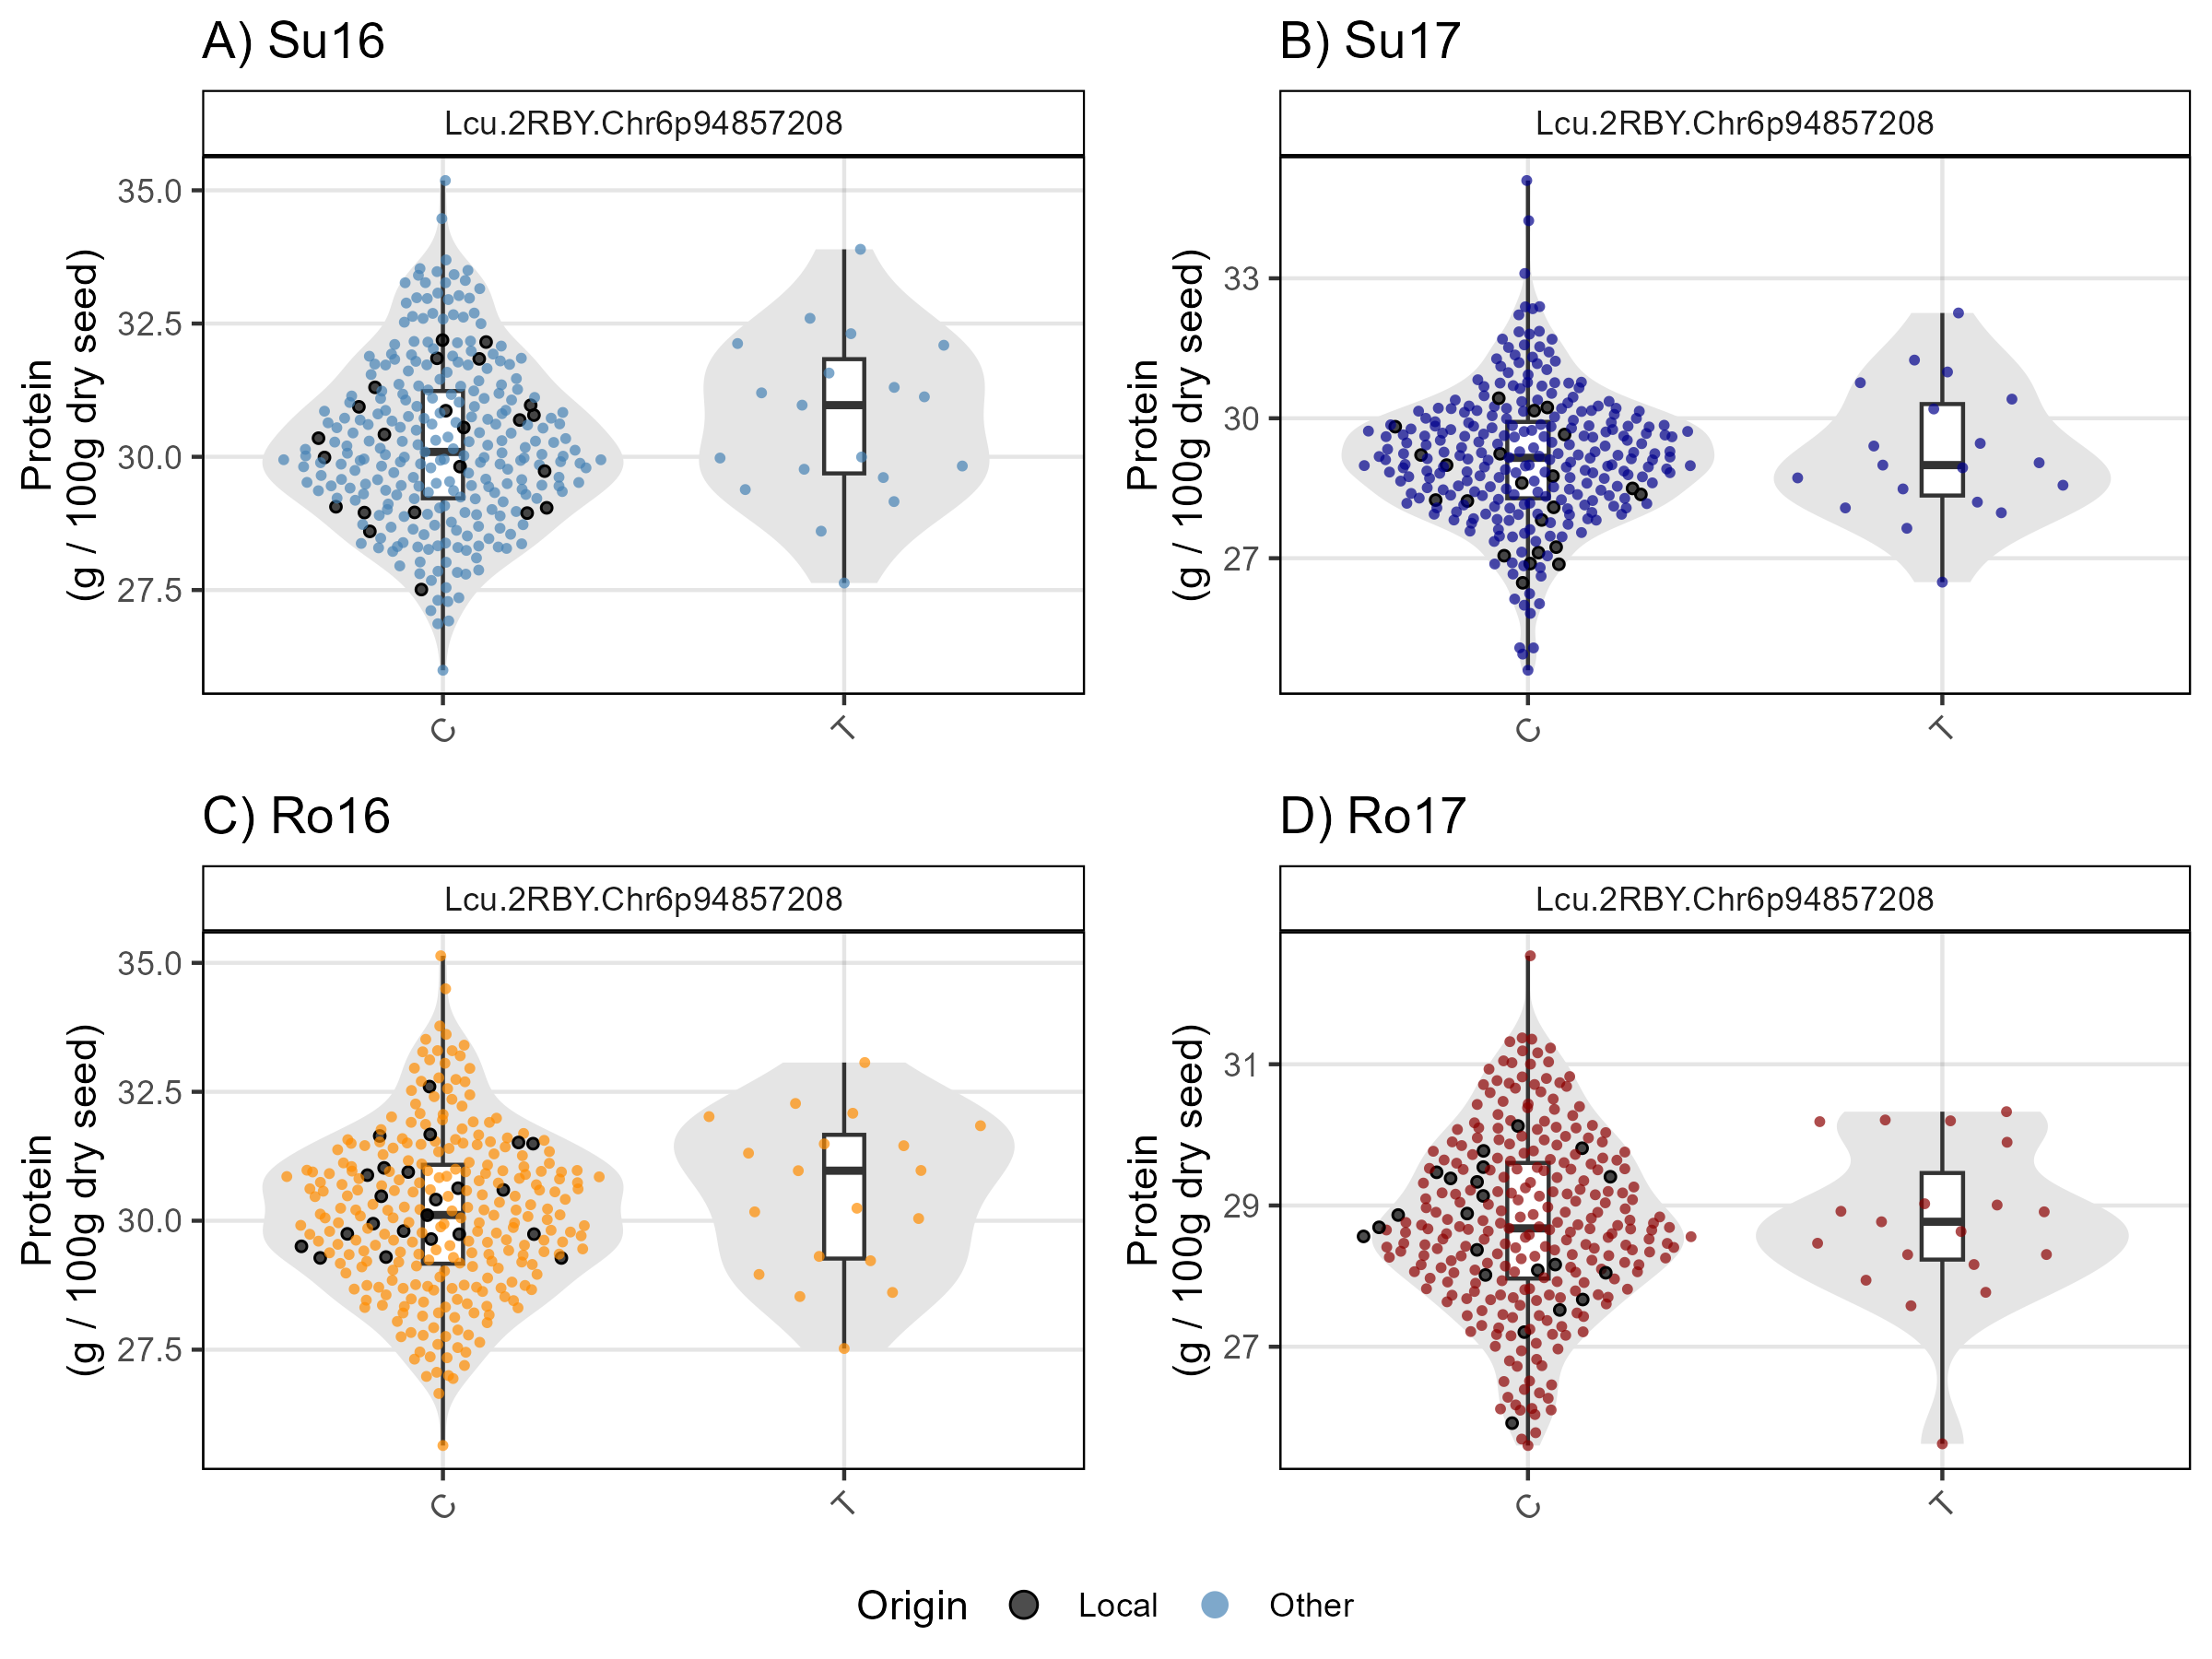 A) Su16
Lcu.2RBY.Chr6p94857208
Protein
(g / 100g dry seed)
35.0
32.5
30.0
27.5
C
T
B) Su17
Lcu.2RBY.Chr6p94857208
Protein
(g / 100g dry seed)
33
30
27
C
T
C) Ro16
Lcu.2RBY.Chr6p94857208
Protein
(g / 100g dry seed)
35.0
32.5
30.0
27.5
C
T
D) Ro17
Lcu.2RBY.Chr6p94857208
Protein
(g / 100g dry seed)
31
29
27
C
T
Origin Local Other